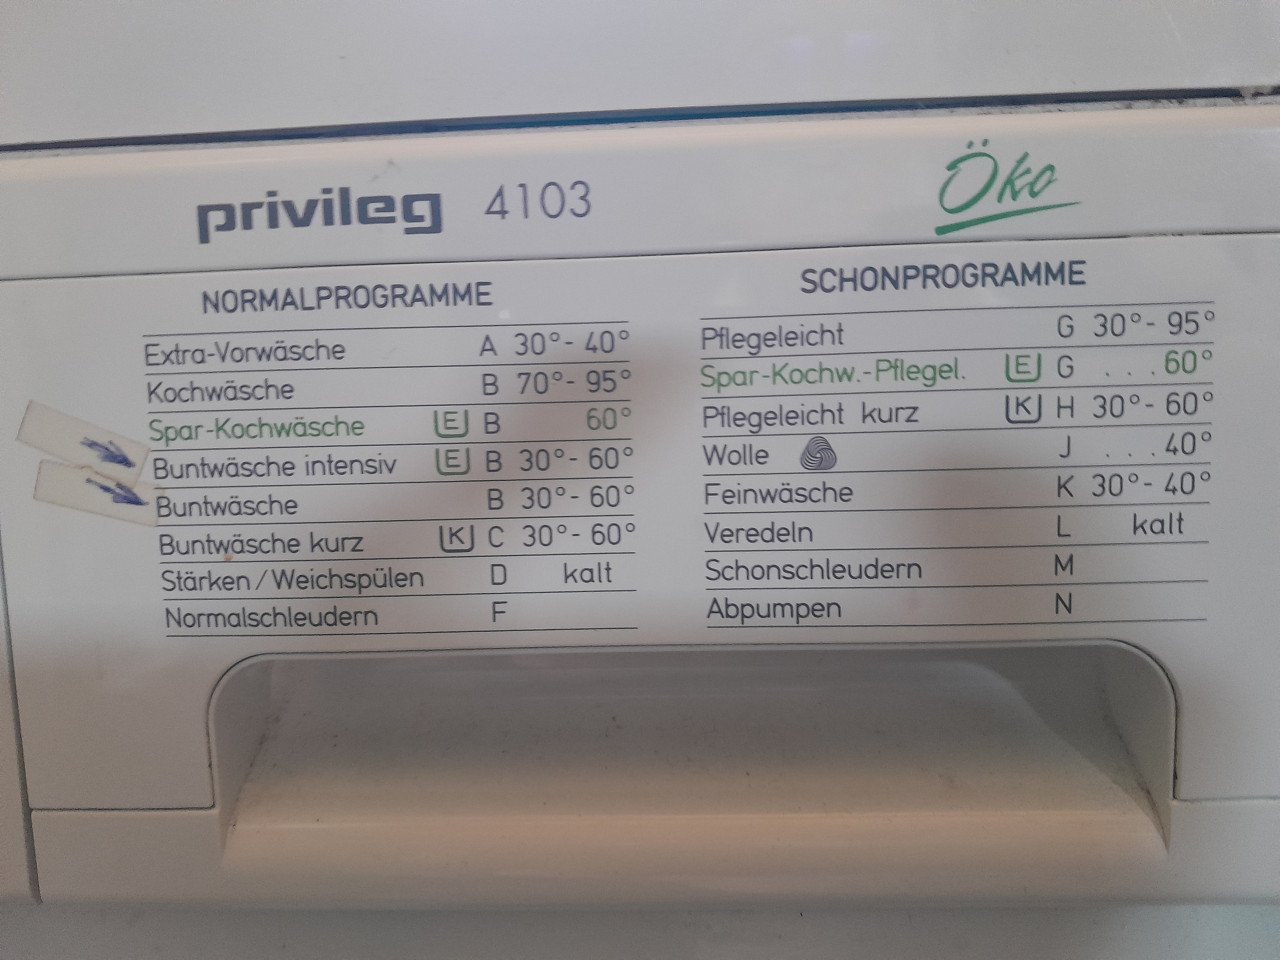 privileg 4103
Öko
NORMALPROGRAMME
Extra-Vorwäsche A 30°- 40°
Kochwäsche B 70°- 95°
Spar-Kochwäsche E B 60°
Buntwäsche intensiv E B 30°- 60°
Buntwäsche B 30°- 60°
Buntwäsche kurz K C 30°- 60°
Stärken/Weichspülen D kalt
Normalschleudern F
SCHONPROGRAMME
Pflegeleicht G 30°- 95°
Spar-Kochw.-Pflegel. E G ...60°
Pflegeleicht kurz K H 30°- 60°
Wolle J ...40°
Feinwäsche K 30°- 40°
Veredeln L kalt
Schonschleudern M
Abpumpen N